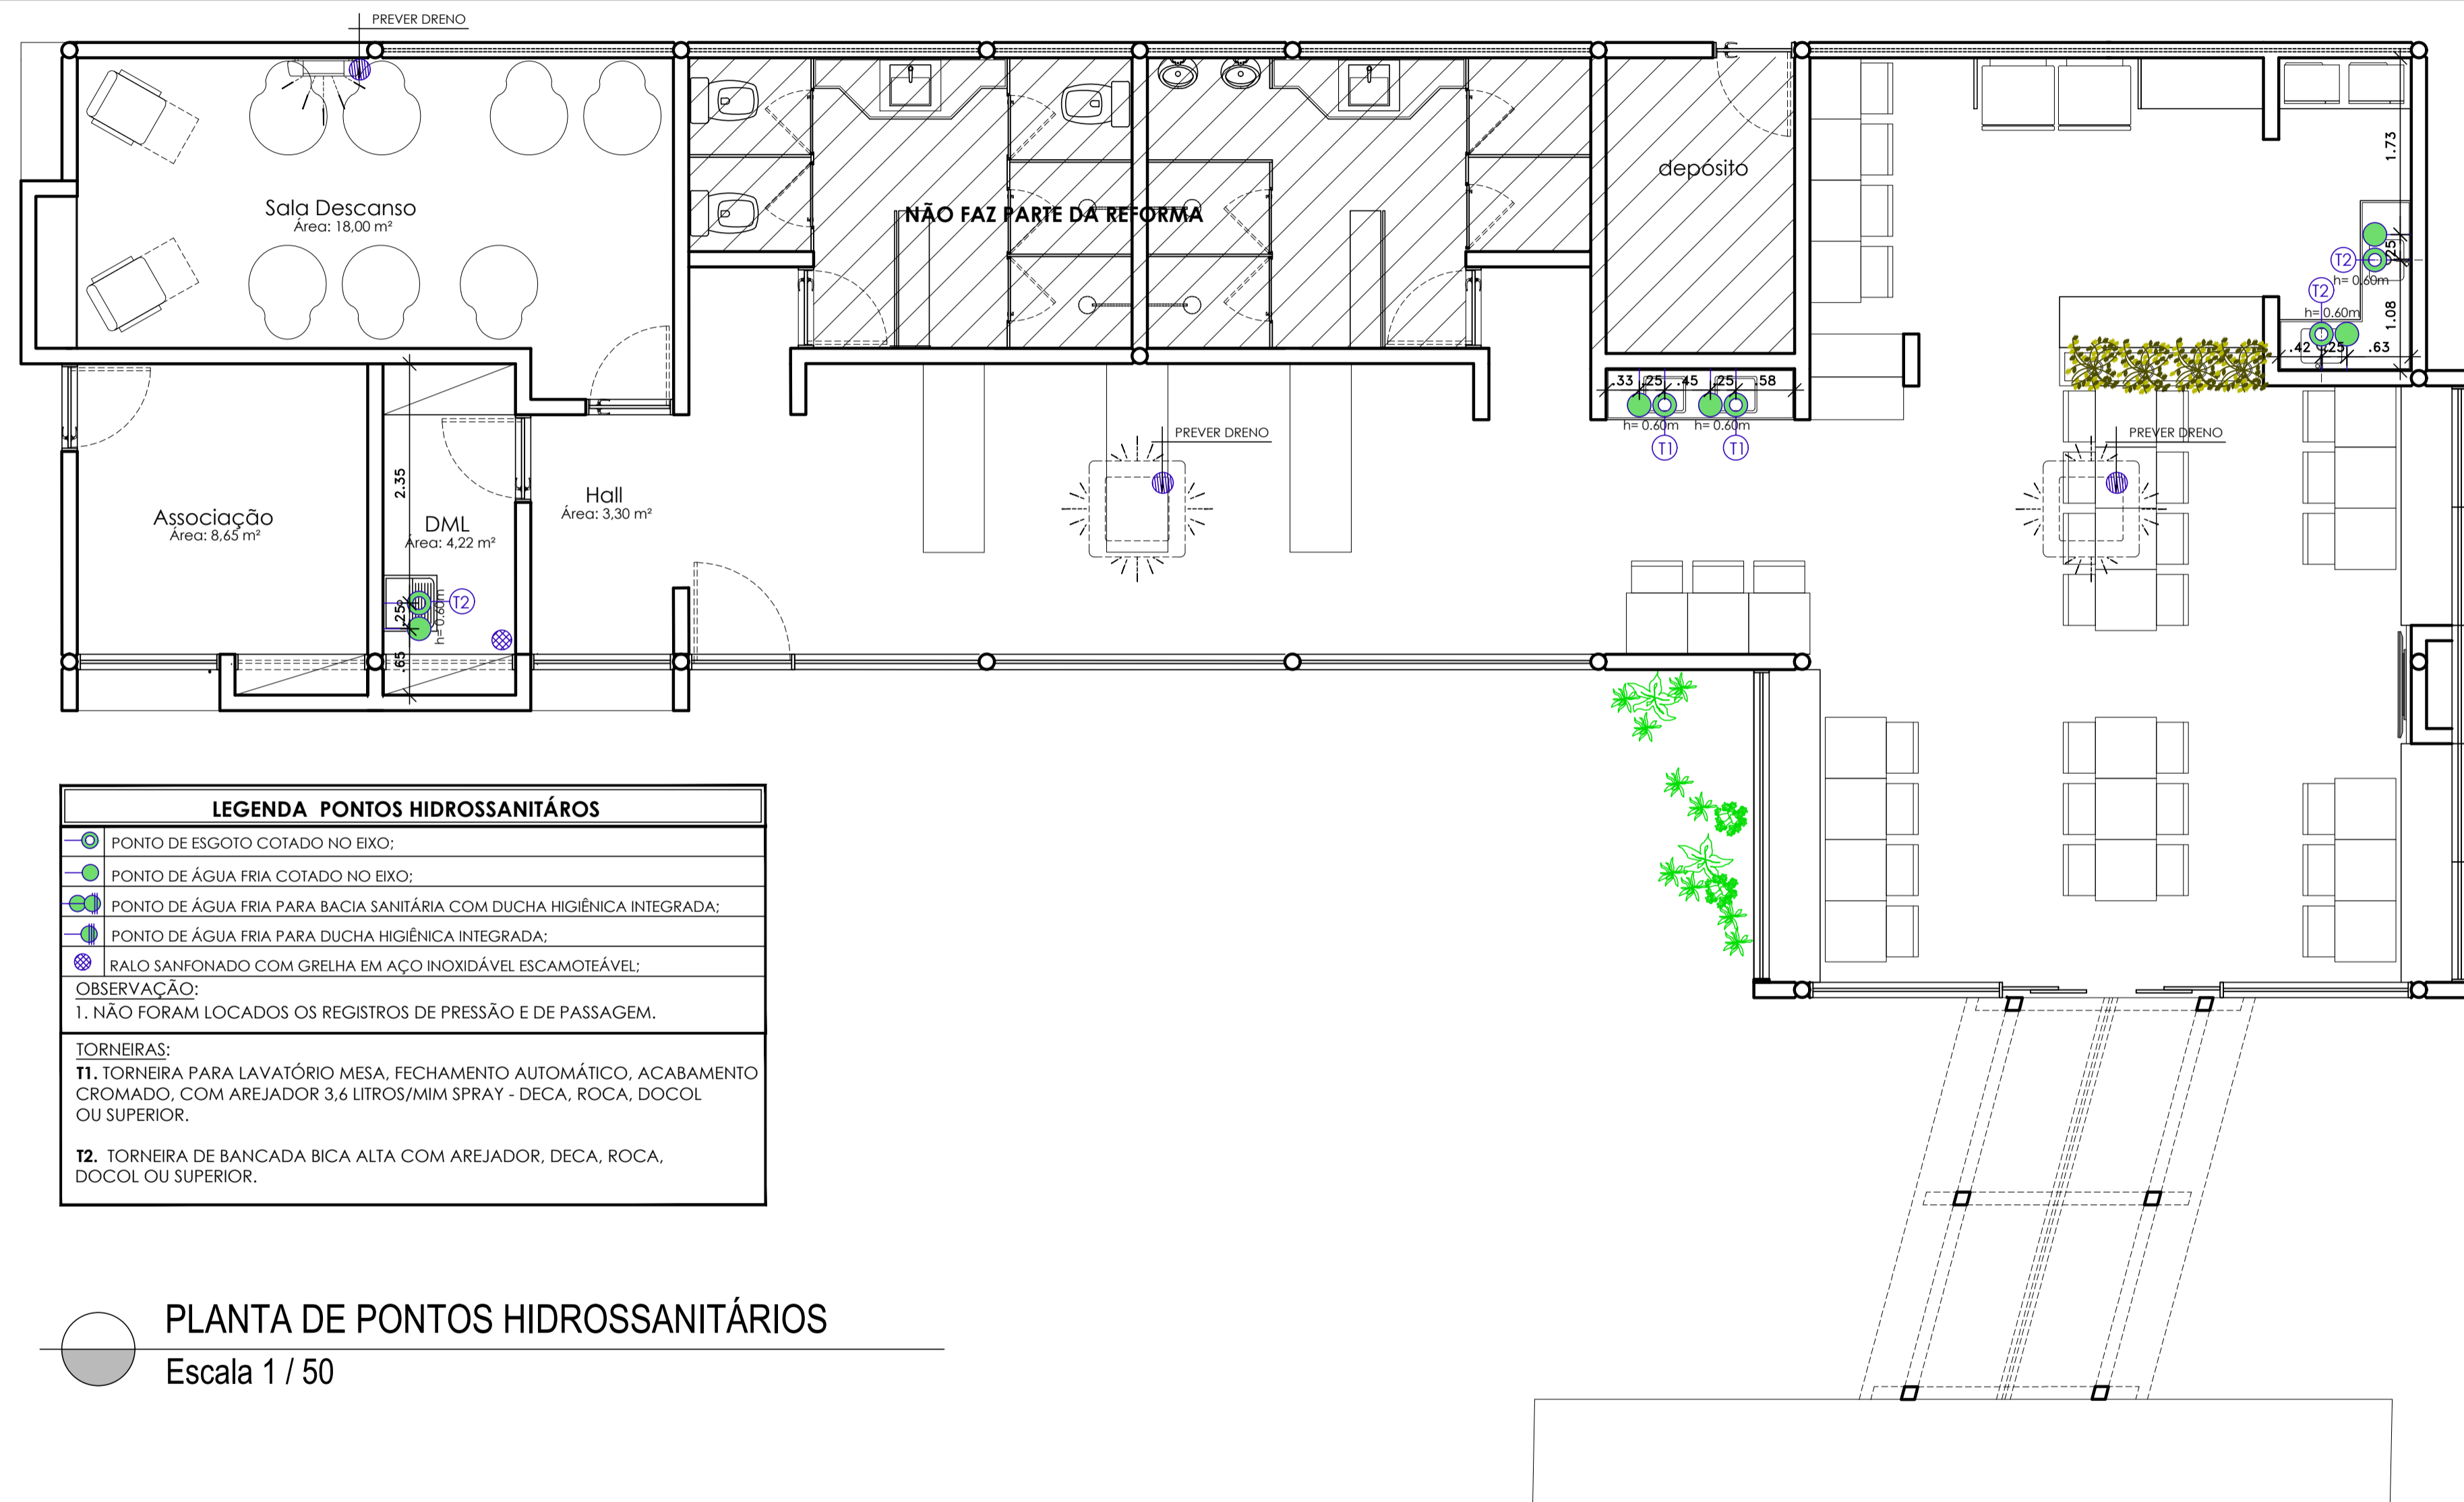 PREVER DRENO
Sala Descanso
Área: 18,00 m²
NÃO FAZ PARTE DA REFORMA
depósito
1.73
.25
T2
h= 0.60m
T2
h= 0.60m
1.08
.42 .25 .63
.33 .25 .45 .25 .58
h= 0.60m h= 0.60m
T1 T1
PREVER DRENO
PREVER DRENO
2.35
Hall
Área: 3,30 m²
Associação
Área: 8,65 m²
DML
Área: 4,22 m²
T2
.25
h= 0.60m
.65
LEGENDA PONTOS HIDROSSANITÁROS
PONTO DE ESGOTO COTADO NO EIXO;
PONTO DE ÁGUA FRIA COTADO NO EIXO;
PONTO DE ÁGUA FRIA PARA BACIA SANITÁRIA COM DUCHA HIGIÊNICA INTEGRADA;
PONTO DE ÁGUA FRIA PARA DUCHA HIGIÊNICA INTEGRADA;
RALO SANFONADO COM GRELHA EM AÇO INOXIDÁVEL ESCAMOTEÁVEL;
OBSERVAÇÃO:
1. NÃO FORAM LOCADOS OS REGISTROS DE PRESSÃO E DE PASSAGEM.
TORNEIRAS:
T1. TORNEIRA PARA LAVATÓRIO MESA, FECHAMENTO AUTOMÁTICO, ACABAMENTO
CROMADO, COM AREJADOR 3,6 LITROS/MIM SPRAY - DECA, ROCA, DOCOL
OU SUPERIOR.
T2. TORNEIRA DE BANCADA BICA ALTA COM AREJADOR, DECA, ROCA,
DOCOL OU SUPERIOR.
PLANTA DE PONTOS HIDROSSANITÁRIOS
Escala 1 / 50